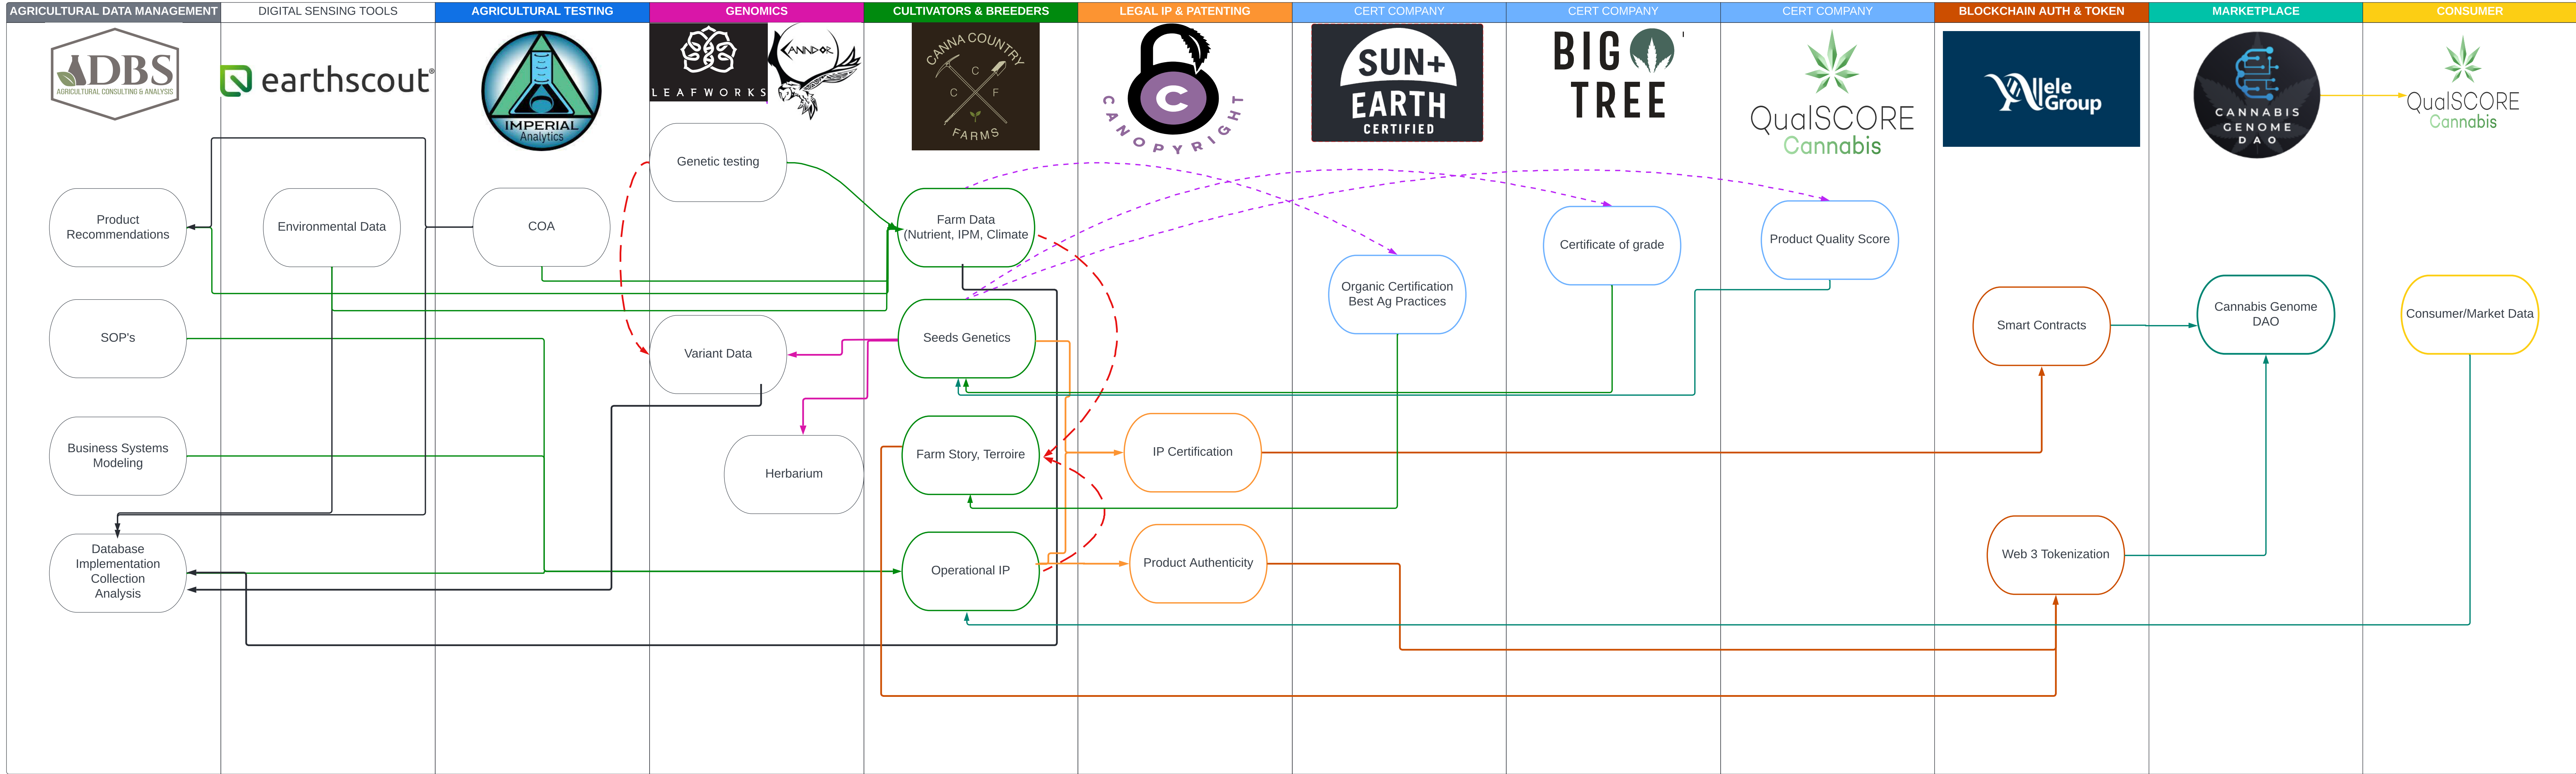 AGRICULTURAL DATA MANAGEMENT
DIGITAL SENSING TOOLS
AGRICULTURAL TESTING
GENOMICS
CULTIVATORS & BREEDERS
LEGAL IP & PATENTING
CERT COMPANY
CERT COMPANY
CERT COMPANY
BLOCKCHAIN AUTH & TOKEN
MARKETPLACE
CONSUMER
ADBS
AGRICULTURAL CONSULTING & ANALYSIS
earthscout®
IMPERIAL
Analytics
LEAFWORKS
CANNDOR
CANNA COUNTRY
C
C F
FARMS
C
CANOPYRIGHT
SUN+
EARTH
CERTIFIED
BIG
TREE
QualSCORE
Cannabis
Allele
Group
CANNABIS
GENOME
DAO
QualSCORE
Cannabis
Genetic testing
Product
Recommendations
Environmental Data
COA
Farm Data
(Nutrient, IPM, Climate
Certificate of grade
Product Quality Score
Organic Certification
Best Ag Practices
SOP's
Variant Data
Seeds Genetics
Smart Contracts
Cannabis Genome
DAO
Consumer/Market Data
Business Systems
Modeling
Herbarium
Farm Story, Terroire
IP Certification
Database
Implementation
Collection
Analysis
Operational IP
Product Authenticity
Web 3 Tokenization